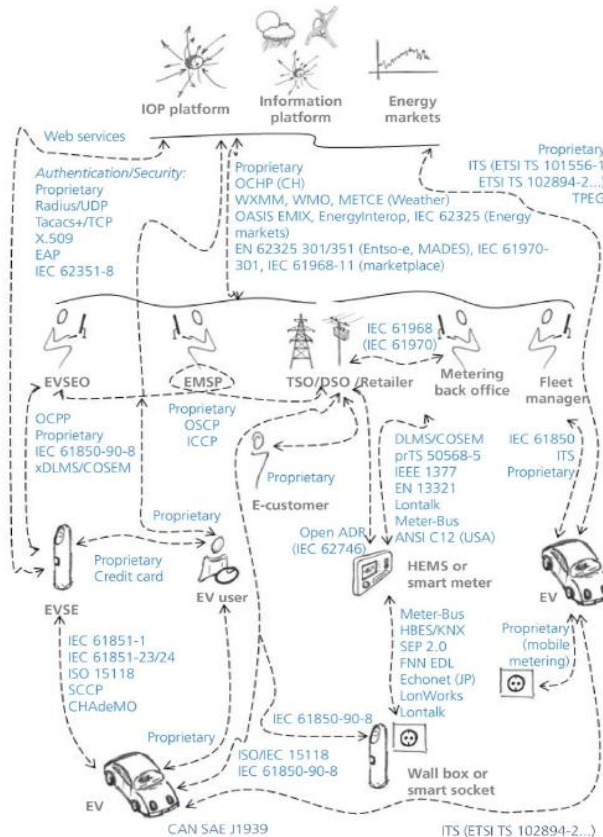 IOP platform
Information
platform
Energy
markets
Web services
Authentication/Security:
Proprietary
Radius/UDP
Tacacs+/TCP
X.509
EAP
IEC 62351-8
Proprietary
OCHP (CH)
WXMM, WMO, METCE (Weather)
OASIS EMIX, EnergyInterop, IEC 62325 (Energy
markets)
EN 62325 301/351 (Entso-e, MADES), IEC 61970-
301, IEC 61968-11 (marketplace)
Proprietary
ITS (ETSI TS 101556-1
ETSI TS 102894-2...)
TPEG
EVSEO
EMSP
TSO/DSO /Retailer
IEC 61968
(IEC 61970)
Metering
back office
Fleet
manager
OCPP
Proprietary
IEC 61850-90-8
xDLMS/COSEM
Proprietary
OSCP
ICCP
Proprietary
E-customer
DLMS/COSEM
prTS 50568-5
IEEE 1377
EN 13321
Lontalk
Meter-Bus
ANSI C12 (USA)
IEC 61850
ITS
Proprietary
Proprietary
Open ADR
(IEC 62746)
Proprietary
Credit card
EVSE
EV user
HEMS or
smart meter
EV
IEC 61851-1
IEC 61851-23/24
ISO 15118
SCCP
CHAdeMO
Meter-Bus
HBES/KNX
SEP 2.0
FNN EDL
Echonet (JP)
LonWorks
Lontalk
Proprietary
(mobile
metering)
IEC 61850-90-8
Proprietary
ISO/IEC 15118
IEC 61850-90-8
Wall box or
smart socket
EV
CAN SAE J1939
ITS (ETSI TS 102894-2...)